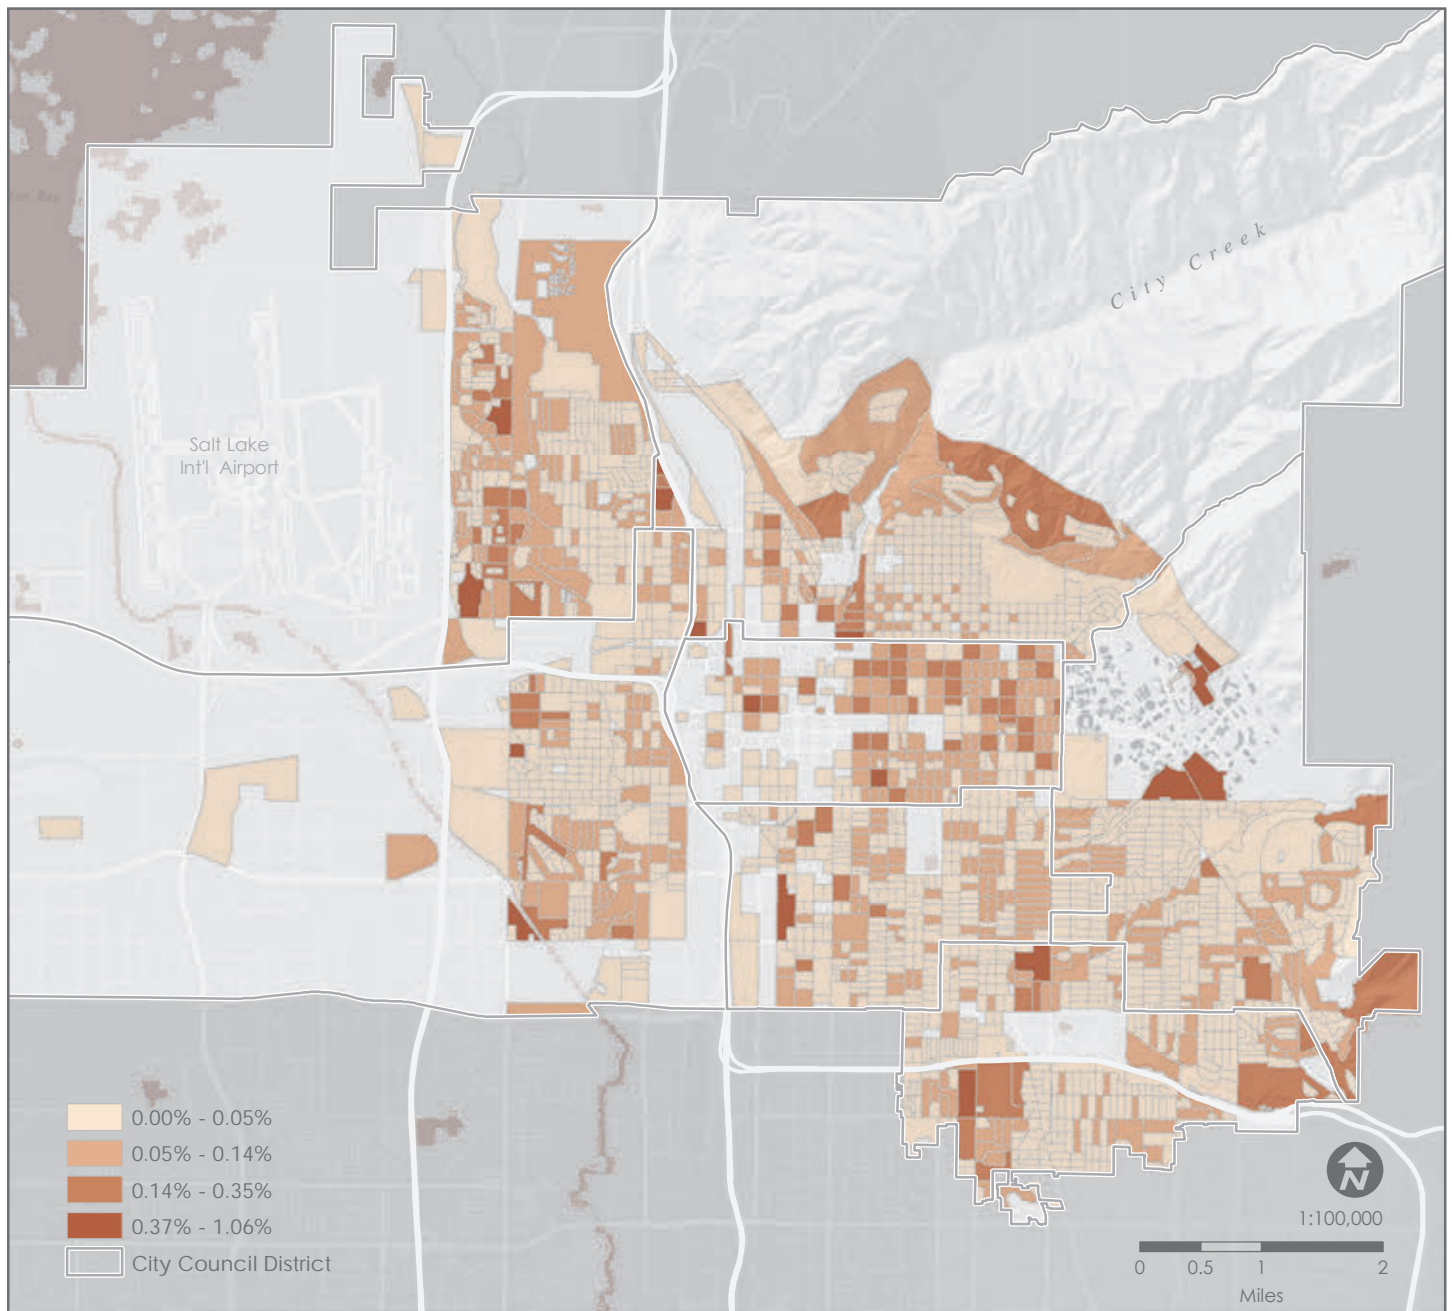 City Creek
Salt Lake
Int'l Airport
0.00% - 0.05%
0.05% - 0.14%
0.14% - 0.35%
0.37% - 1.06%
City Council District
N
1:100,000
0 0.5 1 2
Miles